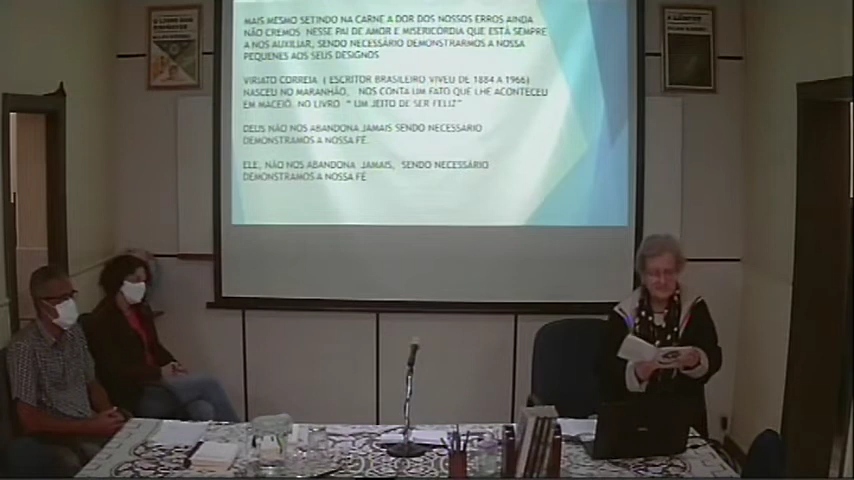 MAIS MESMO SETINDO NA CARNE A DOR DOS NOSSOS ERROS AINDA
NÃO CREMOS NESSE PAI DE AMOR E MISERICÓRDIA QUE ESTÁ SEMPRE
A NOS AUXILIAR, SENDO NECESSÁRIO DEMONSTRARMOS A NOSSA
PEQUENES AOS SEUS DESIGNOS
VIRIATO CORREIA ( ESCRITOR BRASILEIRO VIVEU DE 1884 A 1966)
NASCEU NO MARANHÃO, NOS CONTA UM FATO QUE LHE ACONTECEU
EM MACEIÓ. NO LIVRO " UM JEITO DE SER FELIZ"
DEUS NÃO NOS ABANDONA JAMAIS SENDO NECESSARIO
DEMONSTRAMOS A NOSSA FÉ.
ELE, NÃO NOS ABANDONA JAMAIS, SENDO NECESSÁRIO
DEMONSTRAMOS A NOSSA FÉ